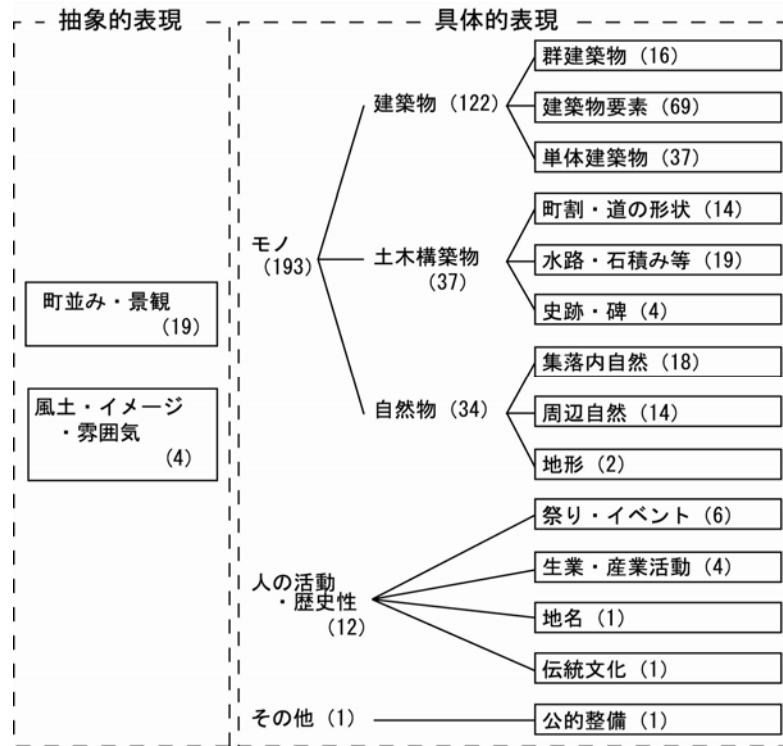 抽象的表現
具体的表現
町並み・景観
(19)
風土・イメージ
・雰囲気
(4)
モノ
(193)
建築物 (122)
群建築物 (16)
建築物要素 (69)
単体建築物 (37)
土木構築物
(37)
町割・道の形状 (14)
水路・石積み等 (19)
史跡・碑 (4)
自然物 (34)
集落内自然 (18)
周辺自然 (14)
地形 (2)
人の活動
・歴史性
(12)
祭り・イベント (6)
生業・産業活動 (4)
地名 (1)
伝統文化 (1)
その他 (1)
公的整備 (1)